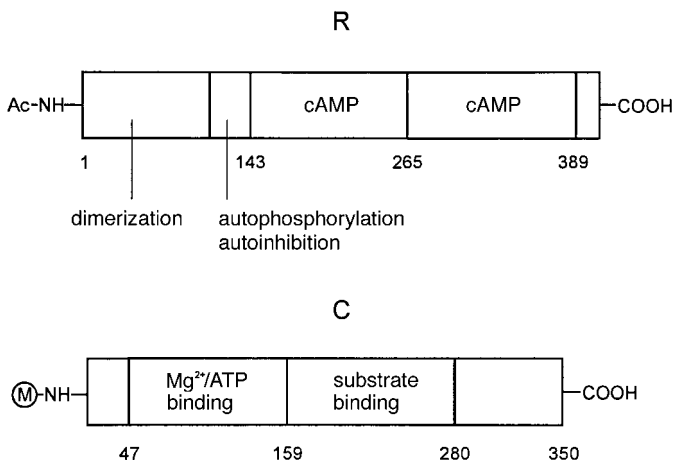 R
Ac-NH cAMP cAMP COOH
1 143 265 389
dimerization autophosphorylation
autoinhibition
C
M NH Mg²⁺/ATP binding substrate binding COOH
47 159 280 350